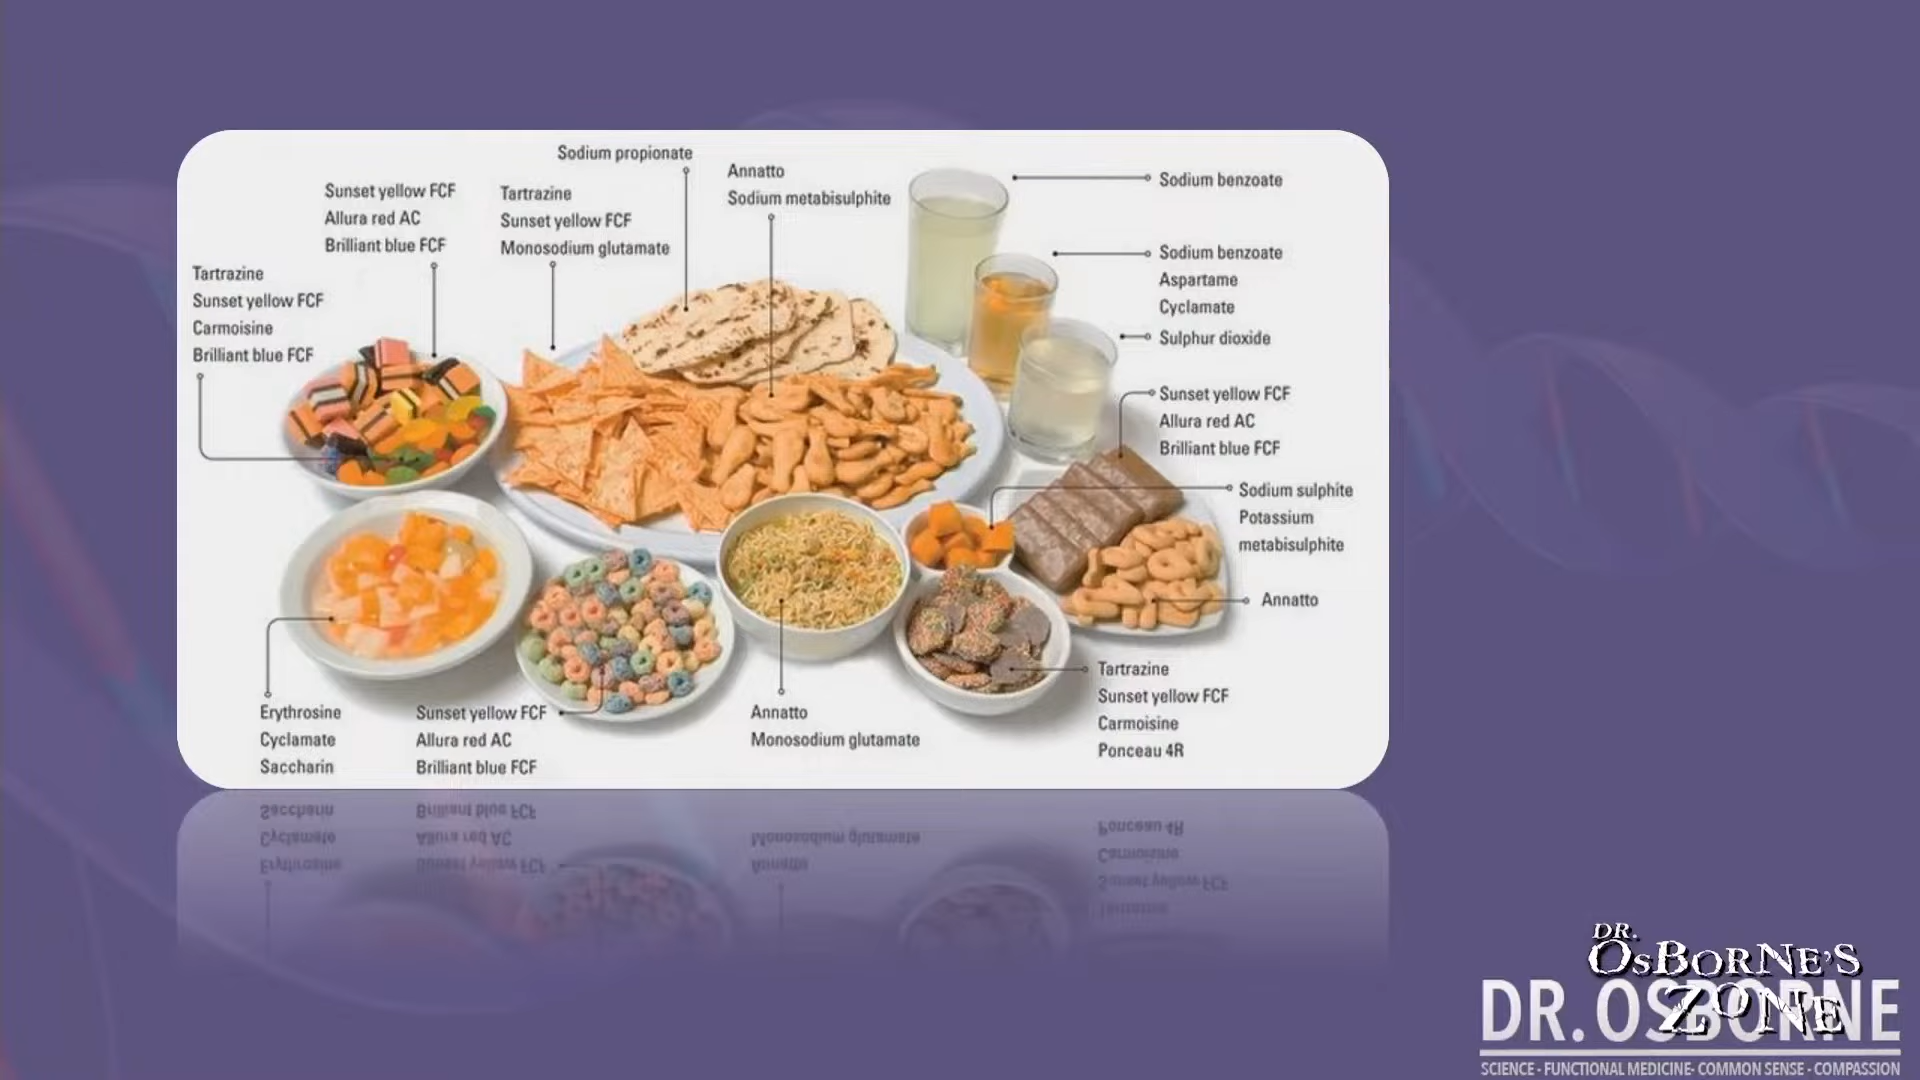 Sodium propionate
Annatto
Sodium metabisulphite
Sodium benzoate
Sunset yellow FCF
Allura red AC
Brilliant blue FCF
Tartrazine
Sunset yellow FCF
Monosodium glutamate
Sodium benzoate
Aspartame
Cyclamate
Tartrazine
Sunset yellow FCF
Carmoisine
Brilliant blue FCF
Sulphur dioxide
Sunset yellow FCF
Allura red AC
Brilliant blue FCF
Sodium sulphite
Potassium
metabisulphite
Annatto
Tartrazine
Sunset yellow FCF
Carmoisine
Ponceau 4R
Erythrosine
Cyclamate
Saccharin
Sunset yellow FCF
Allura red AC
Brilliant blue FCF
Annatto
Monosodium glutamate
DR.
OSBORNE'S
ZONE
DR. OSBORNE
SCIENCE - FUNCTIONAL MEDICINE- COMMON SENSE - COMPASSION